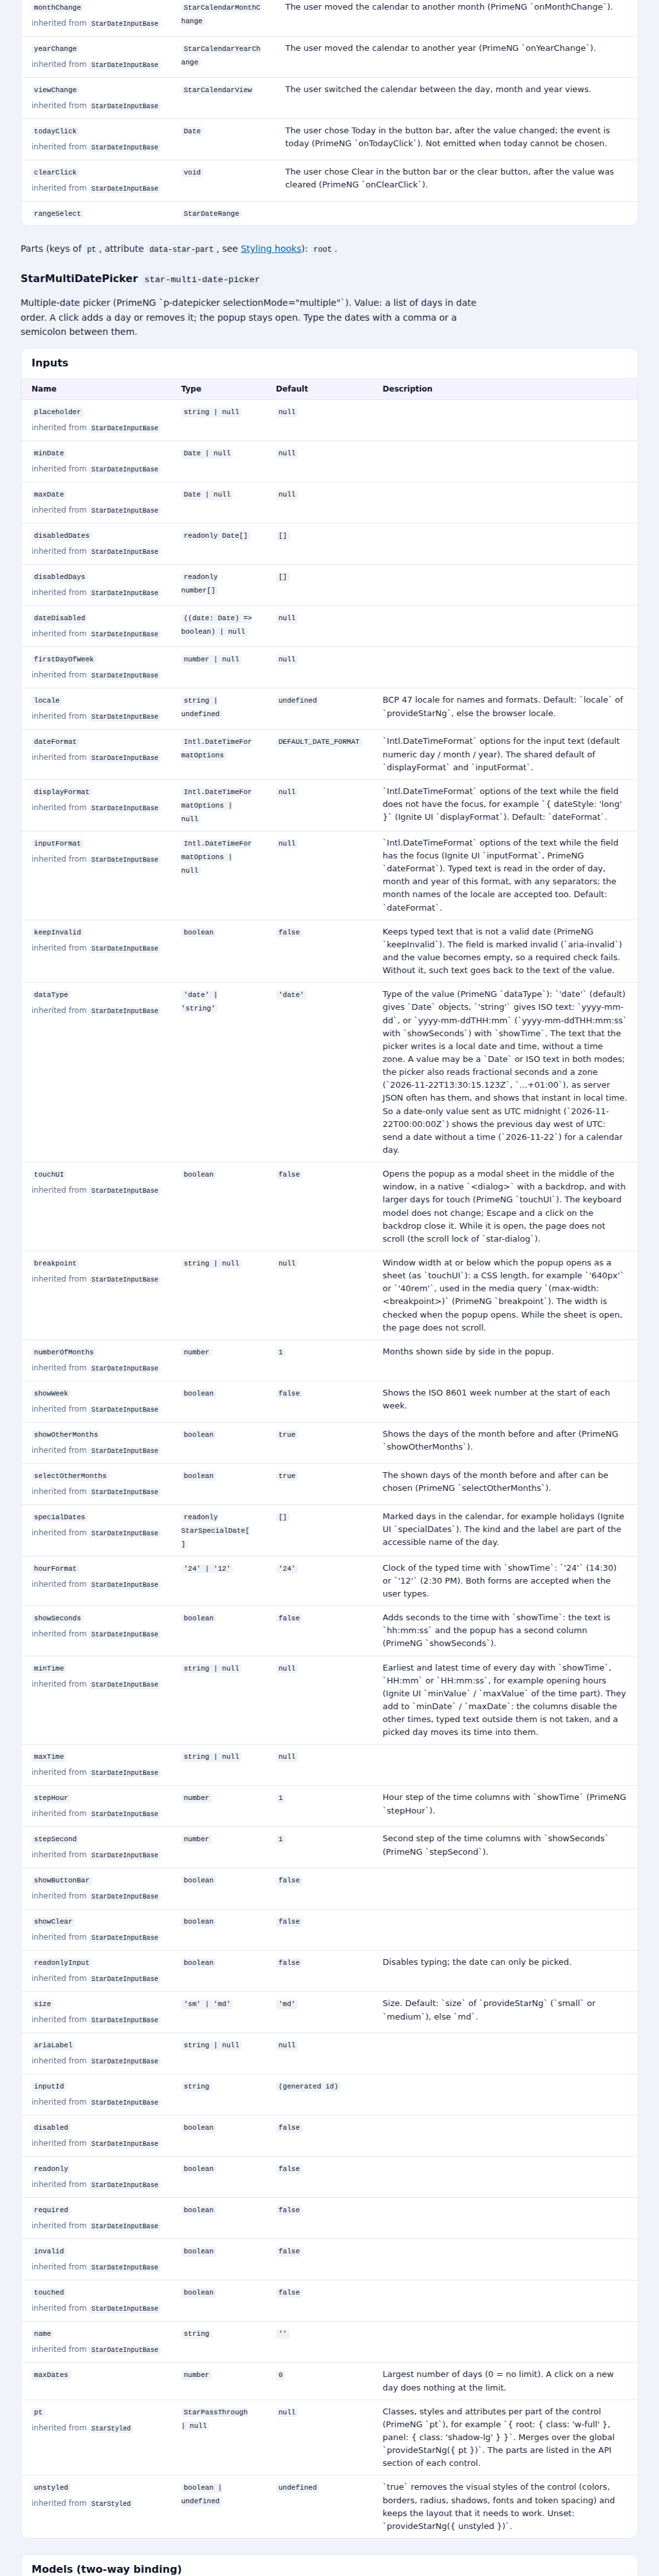 monthChange StarCalendarMonthC The user moved the calendar to another month (PrimeNG `onMonthChange`).
inherited from StarDateInputBase hange
yearChange StarCalendarYearCh The user moved the calendar to another year (PrimeNG `onYearChange`).
inherited from StarDateInputBase ange
viewChange StarCalendarView The user switched the calendar between the day, month and year views.
inherited from StarDateInputBase
todayClick Date The user chose Today in the button bar, after the value changed; the event is
inherited from StarDateInputBase today (PrimeNG `onTodayClick`). Not emitted when today cannot be chosen.
clearClick void The user chose Clear in the button bar or the clear button, after the value was
inherited from StarDateInputBase cleared (PrimeNG `onClearClick`).
rangeSelect StarDateRange
Parts (keys of pt, attribute data-star-part, see Styling hooks): root.
StarMultiDatePicker star-multi-date-picker
Multiple-date picker (PrimeNG `p-datepicker selectionMode="multiple"`). Value: a list of days in date
order. A click adds a day or removes it; the popup stays open. Type the dates with a comma or a
semicolon between them.
Inputs
Name Type Default Description
placeholder string | null null
inherited from StarDateInputBase
minDate Date | null null
inherited from StarDateInputBase
maxDate Date | null null
inherited from StarDateInputBase
disabledDates readonly Date[] []
inherited from StarDateInputBase
disabledDays readonly []
inherited from StarDateInputBase number[]
dateDisabled ((date: Date) => null
inherited from StarDateInputBase boolean) | null
firstDayOfWeek number | null null
inherited from StarDateInputBase
locale string | undefined BCP 47 locale for names and formats. Default: `locale` of
inherited from StarDateInputBase undefined `provideStarNg`, else the browser locale.
dateFormat Intl.DateTimeFor DEFAULT_DATE_FORMAT `Intl.DateTimeFormat` options for the input text (default
inherited from StarDateInputBase matOptions numeric day / month / year). The shared default of
`displayFormat` and `inputFormat`.
displayFormat Intl.DateTimeFor null `Intl.DateTimeFormat` options of the text while the field
inherited from StarDateInputBase matOptions | does not have the focus, for example `{ dateStyle: 'long'
null }` (Ignite UI `displayFormat`). Default: `dateFormat`.
inputFormat Intl.DateTimeFor null `Intl.DateTimeFormat` options of the text while the field
inherited from StarDateInputBase matOptions | has the focus (Ignite UI `inputFormat`, PrimeNG
null `dateFormat`). Typed text is read in the order of day,
month and year of this format, with any separators; the
month names of the locale are accepted too. Default:
`dateFormat`.
keepInvalid boolean false Keeps typed text that is not a valid date (PrimeNG
inherited from StarDateInputBase `keepInvalid`). The field is marked invalid (`aria-invalid`)
and the value becomes empty, so a required check fails.
Without it, such text goes back to the text of the value.
dataType 'date' | 'date' Type of the value (PrimeNG `dataType`): `'date'` (default)
inherited from StarDateInputBase 'string' gives `Date` objects, `'string'` gives ISO text: `yyyy-mm-
dd`, or `yyyy-mm-ddTHH:mm` (`yyyy-mm-ddTHH:mm:ss`
with `showSeconds`) with `showTime`. The text that the
picker writes is a local date and time, without a time
zone. A value may be a `Date` or ISO text in both modes;
the picker also reads fractional seconds and a zone
(`2026-11-22T13:30:15.123Z`, `...+01:00`), as server
JSON often has them, and shows that instant in local time.
So a date-only value sent as UTC midnight (`2026-11-
22T00:00:00Z`) shows the previous day west of UTC:
send a date without a time (`2026-11-22`) for a calendar
day.
touchUI boolean false Opens the popup as a modal sheet in the middle of the
inherited from StarDateInputBase window, in a native `<dialog>` with a backdrop, and with
larger days for touch (PrimeNG `touchUI`). The keyboard
model does not change; Escape and a click on the
backdrop close it. While it is open, the page does not
scroll (the scroll lock of `star-dialog`).
breakpoint string | null null Window width at or below which the popup opens as a
inherited from StarDateInputBase sheet (as `touchUI`): a CSS length, for example `'640px'`
or `'40rem'`, used in the media query `(max-width:
<breakpoint>)` (PrimeNG `breakpoint`). The width is
checked when the popup opens. While the sheet is open,
the page does not scroll.
numberOfMonths number 1 Months shown side by side in the popup.
inherited from StarDateInputBase
showWeek boolean false Shows the ISO 8601 week number at the start of each
inherited from StarDateInputBase week.
showOtherMonths boolean true Shows the days of the month before and after (PrimeNG
inherited from StarDateInputBase `showOtherMonths`).
selectOtherMonths boolean true The shown days of the month before and after can be
inherited from StarDateInputBase chosen (PrimeNG `selectOtherMonths`).
specialDates readonly [] Marked days in the calendar, for example holidays (Ignite
inherited from StarDateInputBase StarSpecialDate[ UI `specialDates`). The kind and the label are part of the
] accessible name of the day.
hourFormat '24' | '12' '24' Clock of the typed time with `showTime`: `'24'` (14:30)
inherited from StarDateInputBase or `'12'` (2:30 PM). Both forms are accepted when the
user types.
showSeconds boolean false Adds seconds to the time with `showTime`: the text is
inherited from StarDateInputBase `hh:mm:ss` and the popup has a second column
(PrimeNG `showSeconds`).
minTime string | null null Earliest and latest time of every day with `showTime`,
inherited from StarDateInputBase `HH:mm` or `HH:mm:ss`, for example opening hours
(Ignite UI `minValue` / `maxValue` of the time part). They
add to `minDate` / `maxDate`: the columns disable the
other times, typed text outside them is not taken, and a
picked day moves its time into them.
maxTime string | null null
inherited from StarDateInputBase
stepHour number 1 Hour step of the time columns with `showTime` (PrimeNG
inherited from StarDateInputBase `stepHour`).
stepSecond number 1 Second step of the time columns with `showSeconds`
inherited from StarDateInputBase (PrimeNG `stepSecond`).
showButtonBar boolean false
inherited from StarDateInputBase
showClear boolean false
inherited from StarDateInputBase
readonlyInput boolean false Disables typing; the date can only be picked.
inherited from StarDateInputBase
size 'sm' | 'md' 'md' Size. Default: `size` of `provideStarNg` (`small` or
inherited from StarDateInputBase `medium`), else `md`.
ariaLabel string | null null
inherited from StarDateInputBase
inputId string (generated id)
inherited from StarDateInputBase
disabled boolean false
inherited from StarDateInputBase
readonly boolean false
inherited from StarDateInputBase
required boolean false
inherited from StarDateInputBase
invalid boolean false
inherited from StarDateInputBase
touched boolean false
inherited from StarDateInputBase
name string ''
inherited from StarDateInputBase
maxDates number 0 Largest number of days (0 = no limit). A click on a new
day does nothing at the limit.
pt StarPassThrough null Classes, styles and attributes per part of the control
inherited from StarStyled | null (PrimeNG `pt`), for example `{ root: { class: 'w-full' },
panel: { class: 'shadow-lg' } }`. Merges over the global
`provideStarNg({ pt })`. The parts are listed in the API
section of each control.
unstyled boolean | undefined `true` removes the visual styles of the control (colors,
inherited from StarStyled undefined borders, radius, shadows, fonts and token spacing) and
keeps the layout that it needs to work. Unset:
`provideStarNg({ unstyled })`.
Models (two-way binding)